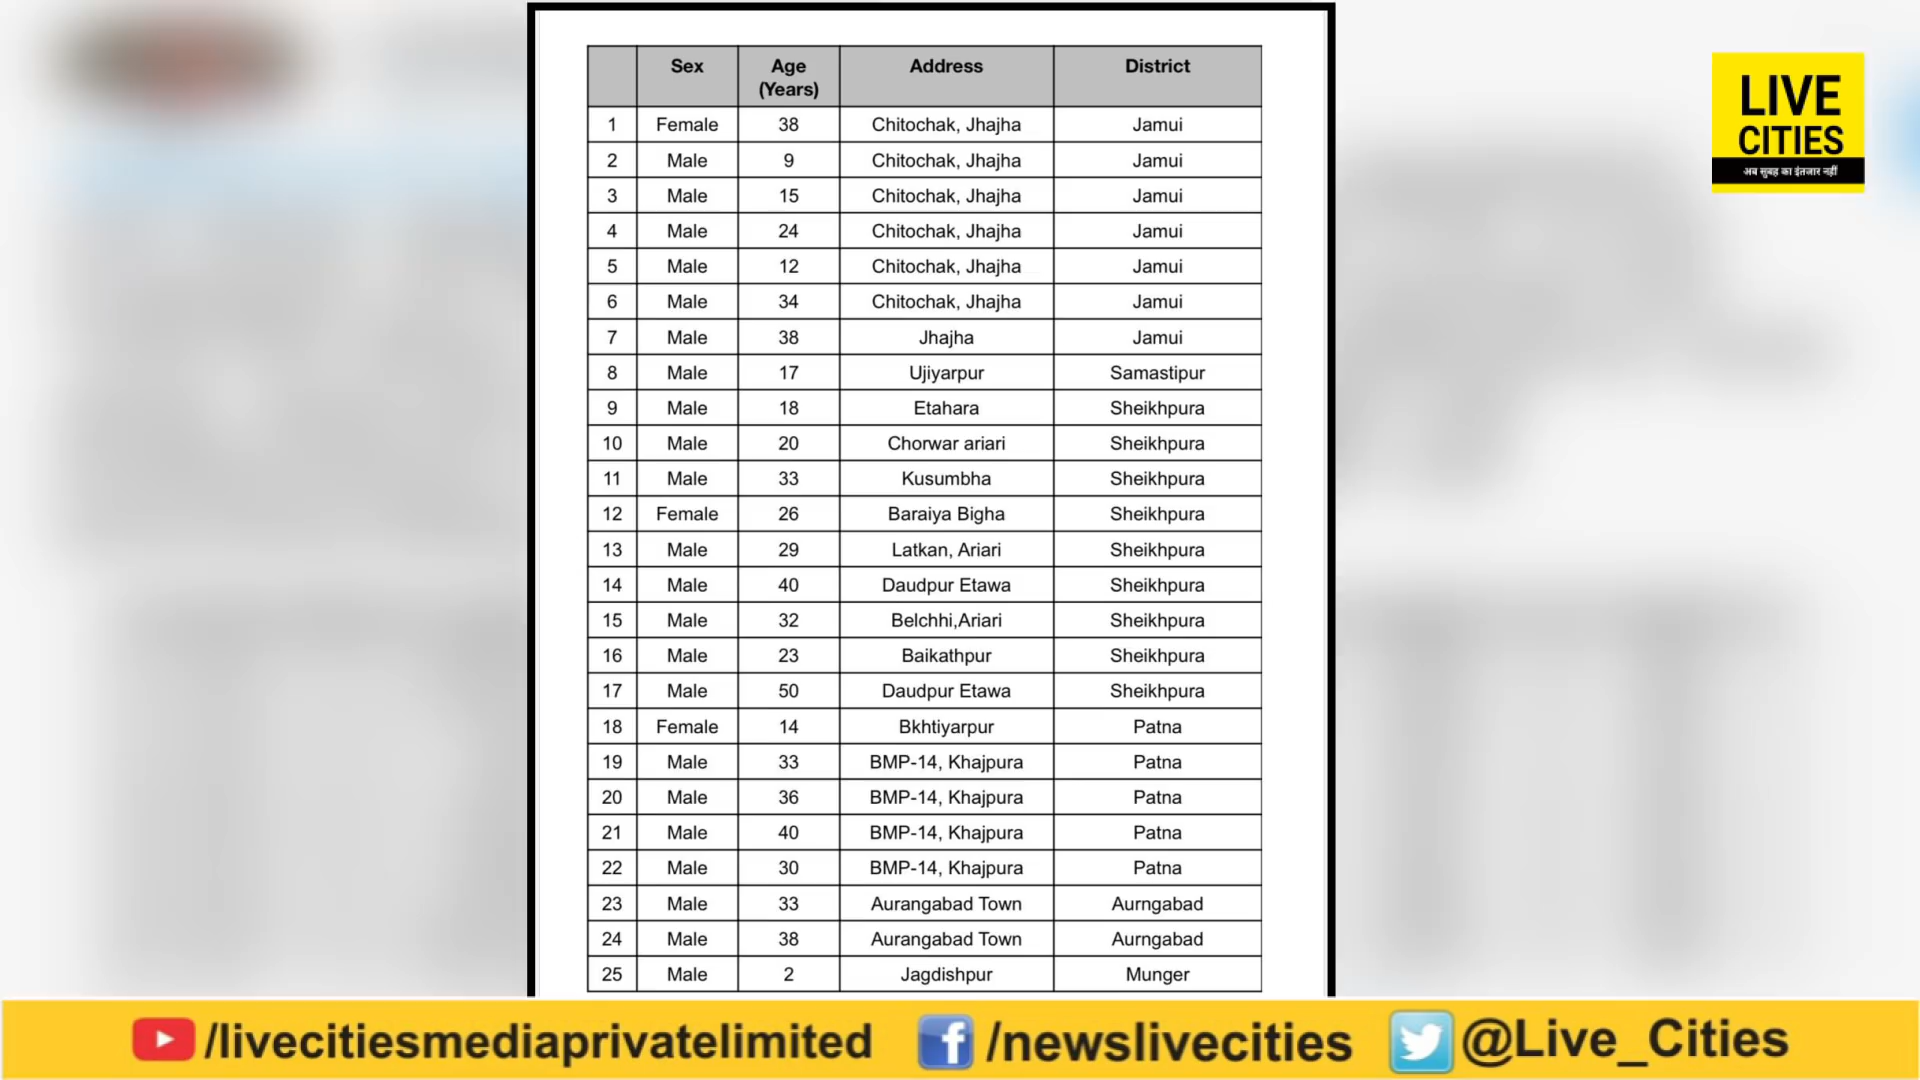 Sex Age (Years) Address District
1 Female 38 Chitochak, Jhajha Jamui
2 Male 9 Chitochak, Jhajha Jamui
3 Male 15 Chitochak, Jhajha Jamui
4 Male 24 Chitochak, Jhajha Jamui
5 Male 12 Chitochak, Jhajha Jamui
6 Male 34 Chitochak, Jhajha Jamui
7 Male 38 Jhajha Jamui
8 Male 17 Ujiyarpur Samastipur
9 Male 18 Etahara Sheikhpura
10 Male 20 Chorwar ariari Sheikhpura
11 Male 33 Kusumbha Sheikhpura
12 Female 26 Baraiya Bigha Sheikhpura
13 Male 29 Latkan, Ariari Sheikhpura
14 Male 40 Daudpur Etawa Sheikhpura
15 Male 32 Belchhi,Ariari Sheikhpura
16 Male 23 Baikathpur Sheikhpura
17 Male 50 Daudpur Etawa Sheikhpura
18 Female 14 Bkhtiyarpur Patna
19 Male 33 BMP-14, Khajpura Patna
20 Male 36 BMP-14, Khajpura Patna
21 Male 40 BMP-14, Khajpura Patna
22 Male 30 BMP-14, Khajpura Patna
23 Male 33 Aurangabad Town Aurngabad
24 Male 38 Aurangabad Town Aurngabad
25 Male 2 Jagdishpur Munger
LIVE
CITIES
अब सुबह का इंतजार नहीं
/livecitiesmediaprivatelimited /newslivecities @Live_Cities